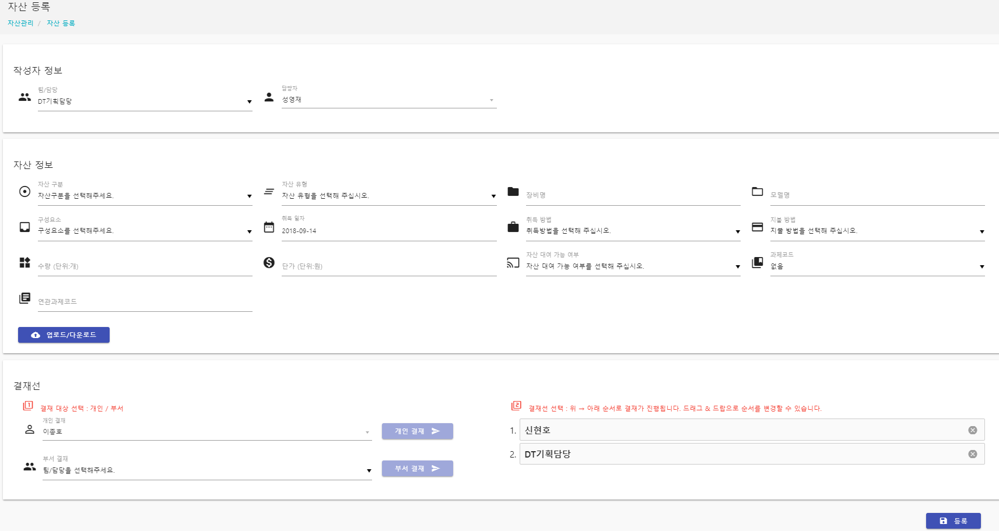 자산 등록
자산관리 / 자산 등록
작성자 정보
팀/담당
DT기획담당
담당자
성영재
자산 정보
자산 구분
자산구분을 선택해주세요.
자산 유형
자산 유형을 선택해 주십시오.
장비명
모델명
구성요소
구성요소를 선택해주세요.
취득 일자
2018-09-14
취득 방법
취득방법을 선택해 주십시오.
지불 방법
지불 방법을 선택해 주십시오.
수량 (단위:개)
단가 (단위:원)
자산 대여 가능 여부
자산 대여 가능 여부를 선택해 주십시오.
과제코드
없음
연관과제코드
업로드/다운로드
결재선
1 결재 대상 선택 : 개인 / 부서
개인 결재
이종호
개인 결재
부서 결재
팀/담당을 선택해주세요.
부서 결재
2 결재선 선택 : 위 → 아래 순서로 결재가 진행됩니다. 드래그 & 드랍으로 순서를 변경할 수 있습니다.
1. 신현호
2. DT기획담당
등록